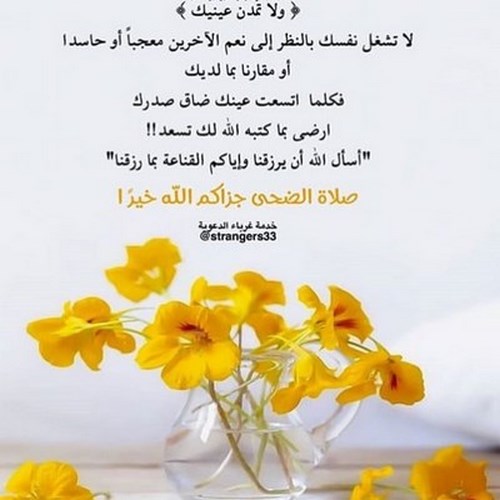 ﴿ ولا تمدن عينيك ﴾
لا تشغل نفسك بالنظر إلى نعم الآخرين معجباً أو حاسدا
أو مقارنا بما لديك
فكلما اتسعت عينك ضاق صدرك
ارضى بما كتبه الله لك تسعد!!
"أسأل الله أن يرزقنا وإياكم القناعة بما رزقنا"
صلاة الضحى جزاكم الله خيرًا
خدمة غرباء الدعوية
@strangers33